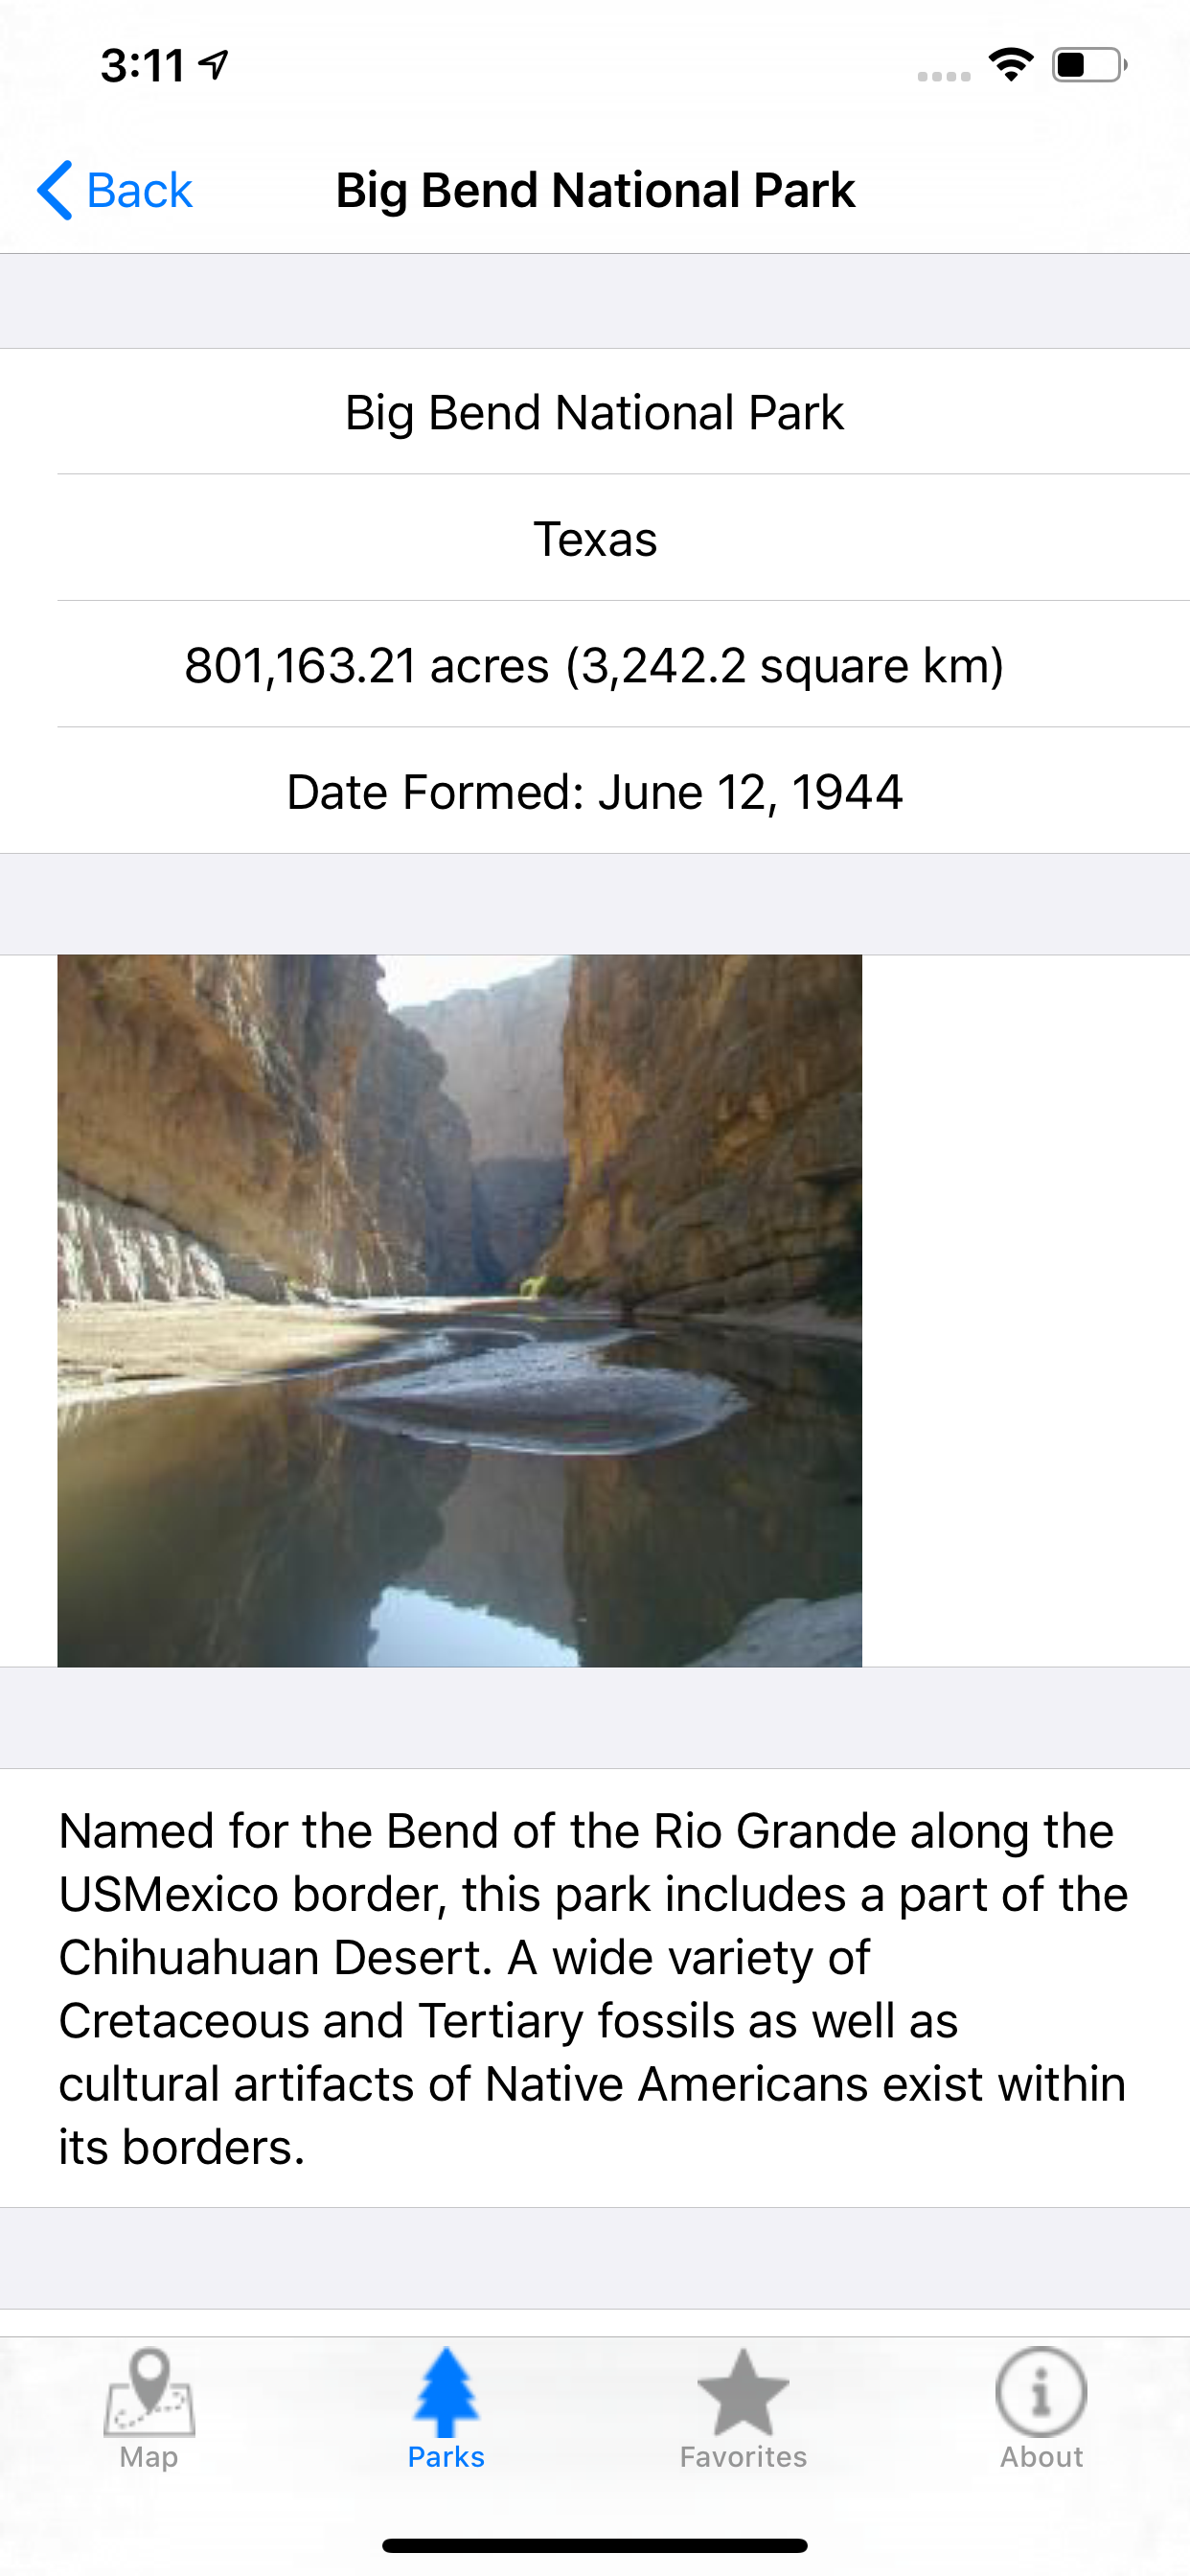 3:11
Back
Big Bend National Park
Big Bend National Park
Texas
801,163.21 acres (3,242.2 square km)
Date Formed: June 12, 1944
Named for the Bend of the Rio Grande along the
USMexico border, this park includes a part of the
Chihuahuan Desert. A wide variety of
Cretaceous and Tertiary fossils as well as
cultural artifacts of Native Americans exist within
its borders.
Map
Parks
Favorites
About